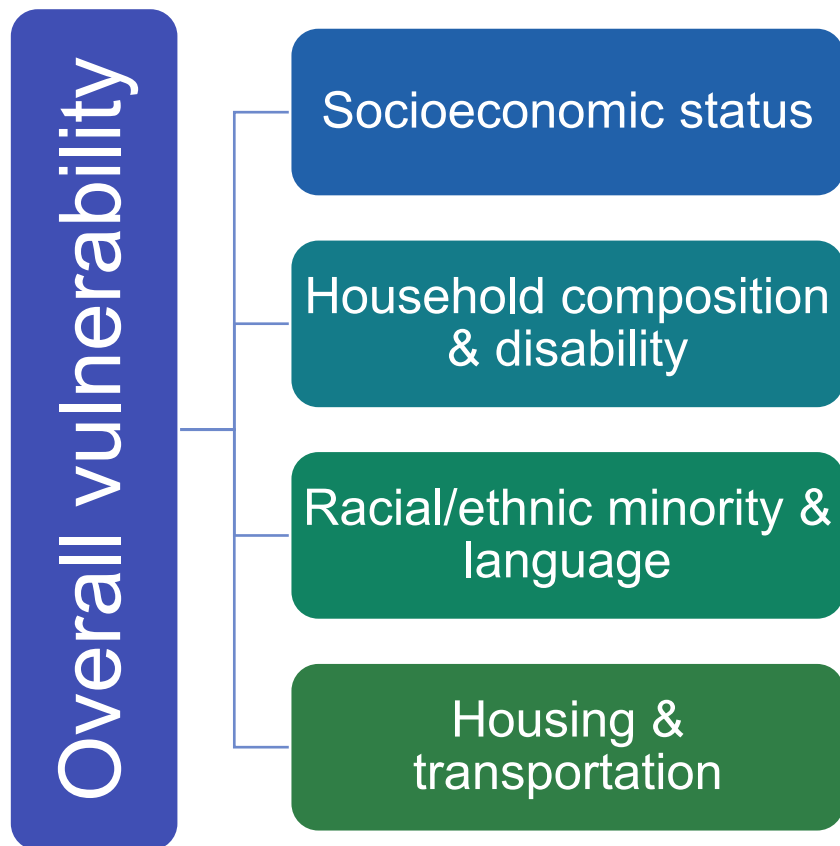 Overall vulnerability
Socioeconomic status
Household composition
& disability
Racial/ethnic minority &
language
Housing &
transportation